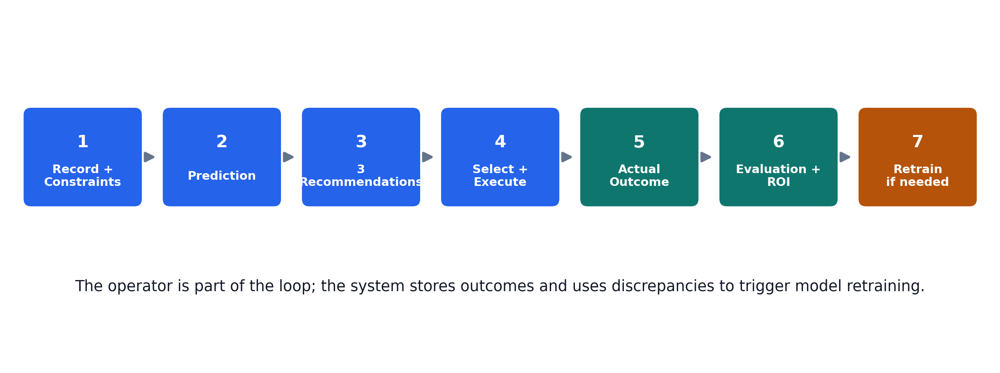 1
Record +
Constraints
2
Prediction
3
3
Recommendations
4
Select +
Execute
5
Actual
Outcome
6
Evaluation +
ROI
7
Retrain
if needed
The operator is part of the loop; the system stores outcomes and uses discrepancies to trigger model retraining.